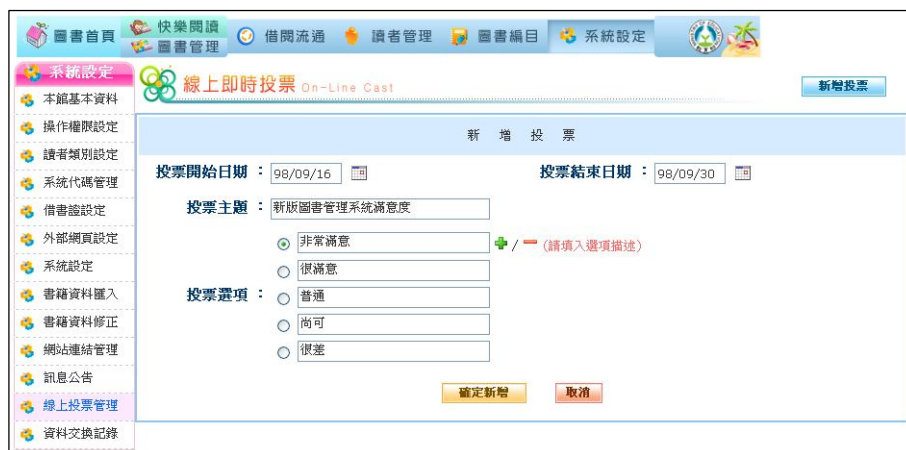 圖書首頁
快樂閱讀
圖書管理
借閱流通
讀者管理
圖書編目
系統設定
系統設定
本館基本資料
操作權限設定
讀者類別設定
系統代碼管理
借書證設定
外部網頁設定
系統設定
書籍資料匯入
書籍資料修正
網站連結管理
訊息公告
線上投票管理
資料交換記錄
線上即時投票 On-Line Cast
新增投票
新 增 投 票
投票開始日期 : 98/09/16
投票結束日期 : 98/09/30
投票主題 : 新版圖書管理系統滿意度
投票選項 :
非常滿意 / (請填入選項描述)
很滿意
普通
尚可
很差
確定新增 取消